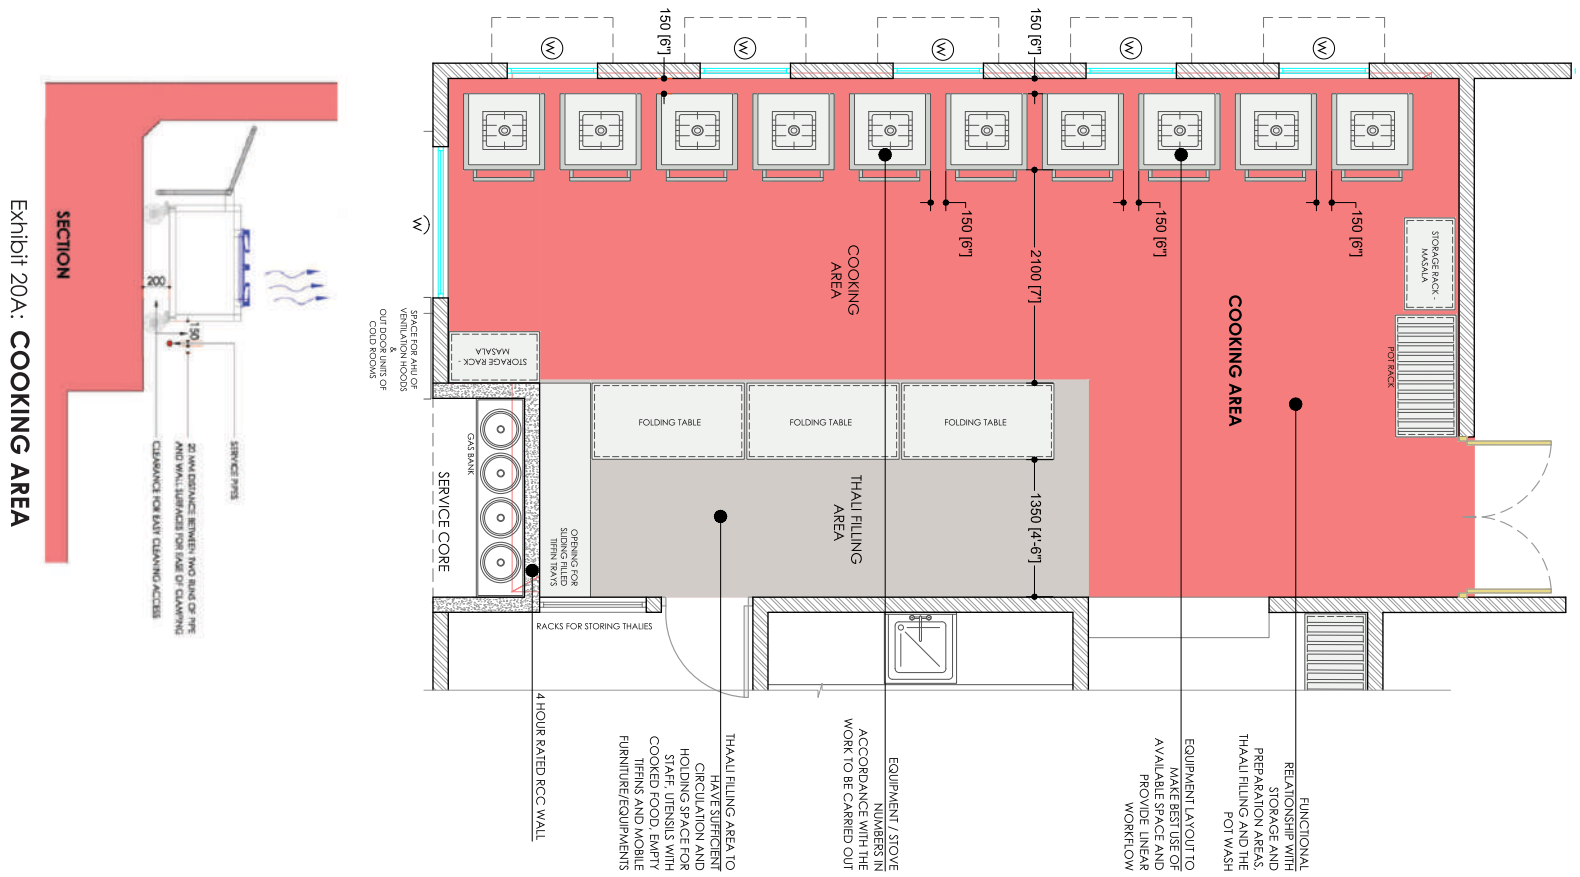 Exhibit 20A: COOKING AREA
SECTION
200
150
SERVICE PIPES
20 MM DISTANCE BETWEEN TWO RUNS OF PIPE
AND WALL SURFACES FOR EASE OF CLAMPING
CLEARANCE FOR EASY CLEANING ACCESS
W
W
W
W
W
W
150 [6"]
150 [6"]
150 [6"]
150 [6"]
150 [6"]
2100 [7']
1350 [4'-6"]
COOKING
AREA
COOKING AREA
STORAGE RACK -
MASALA
POT RACK
STORAGE RACK -
MASALA
SPACE FOR AHU OF
VENTILATION HOODS
&
OUT DOOR UNITS OF
COLD ROOMS
FOLDING TABLE
FOLDING TABLE
FOLDING TABLE
THALI FILLING
AREA
GAS BANK
SERVICE CORE
OPENING FOR
SLIDING FILLED
TIFFIN TRAYS
RACKS FOR STORING THALIES
4 HOUR RATED RCC WALL
THAALI FILLING AREA TO
HAVE SUFFICIENT
CIRCULATION AND
HOLDING SPACE FOR
STAFF, UTENSILS WITH
COOKED FOOD, EMPTY
TIFFINS AND MOBILE
FURNITURE/EQUIPMENTS
EQUIPMENT / STOVE
NUMBERS IN
ACCORDANCE WITH THE
WORK TO BE CARRIED OUT
EQUIPMENT LAYOUT TO
MAKE BEST USE OF
AVAILABLE SPACE AND
PROVIDE LINEAR
WORKFLOW
FUNCTIONAL
RELATIONSHIP WITH
STORAGE AND
PREPARATION AREAS,
THAALI FILLING AND THE
POT WASH